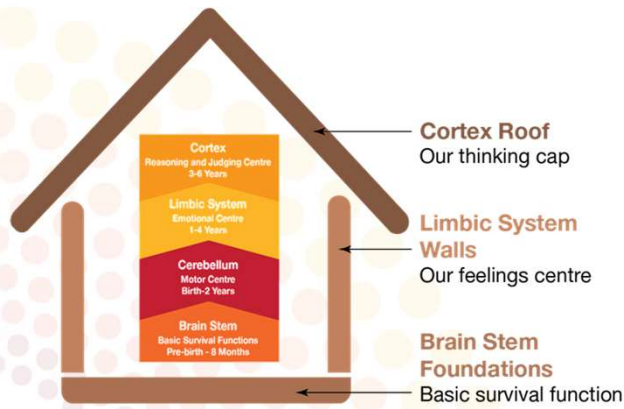 Cortex
Reasoning and Judging Centre
3-6 Years
Limbic System
Emotional Centre
1-4 Years
Cerebellum
Motor Centre
Birth-2 Years
Brain Stem
Basic Survival Functions
Pre-birth - 8 Months
Cortex Roof
Our thinking cap
Limbic System
Walls
Our feelings centre
Brain Stem
Foundations
Basic survival function